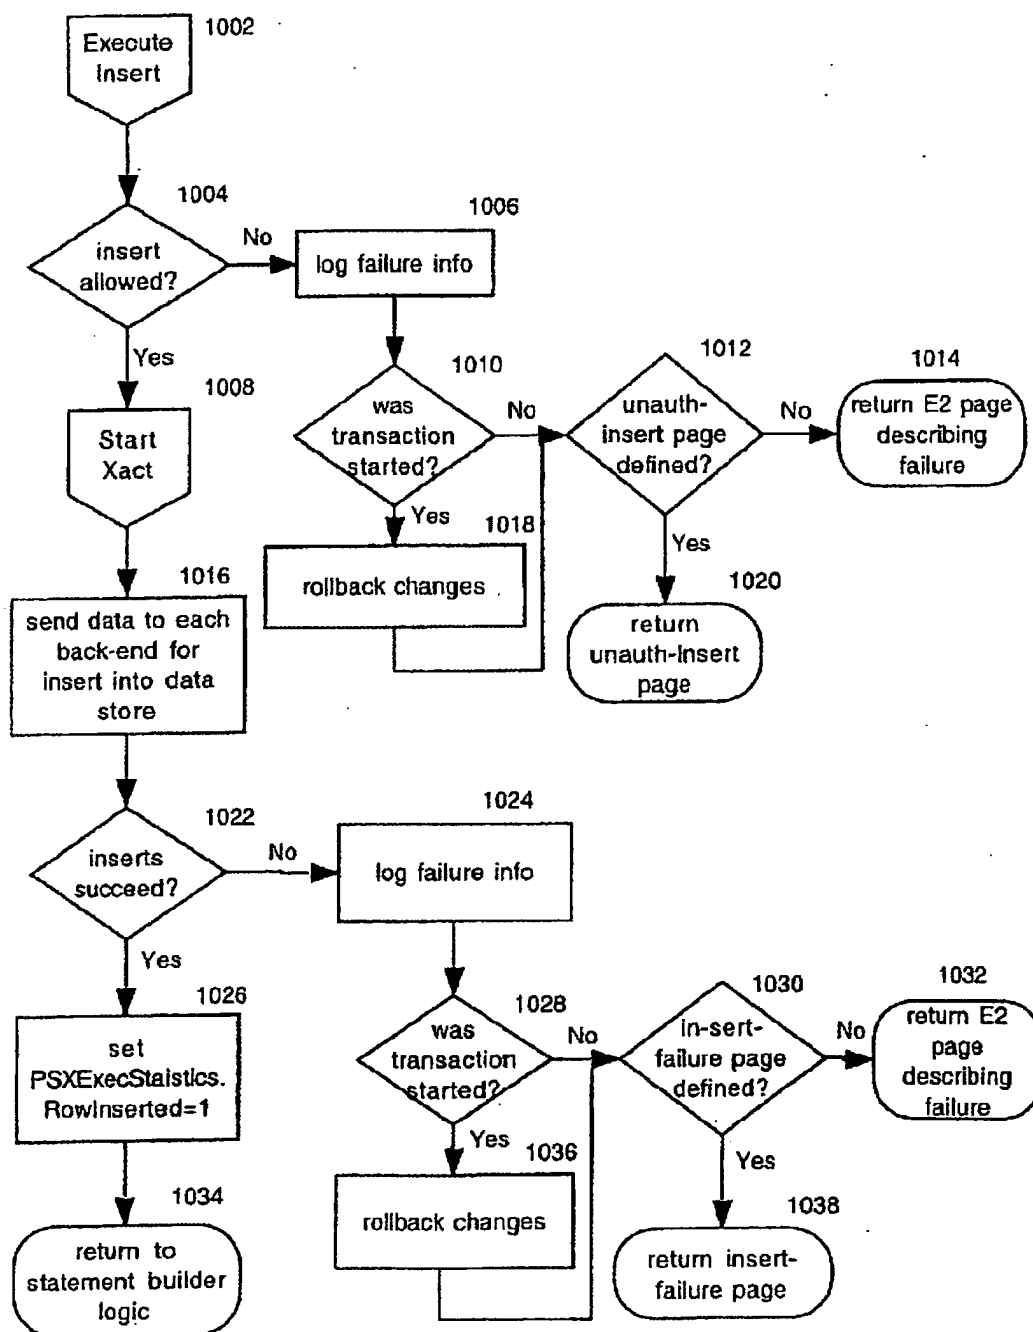 1002
Execute
Insert
1004
insert
allowed?
No
1006
log failure info
Yes
1008
Start
Xact
1010
was
transaction
started?
No
1012
unauth-
insert page
defined?
No
1014
return E2 page
describing
failure
Yes
1018
rollback changes
Yes
1020
return
unauth-insert
page
1016
send data to each
back-end for
insert into data
store
1022
inserts
succeed?
No
1024
log failure info
Yes
1026
set
PSXExecStaistics.
RowInserted=1
1028
was
transaction
started?
No
1030
in-sert-
failure page
defined?
No
1032
return E2
page
describing
failure
Yes
1036
rollback changes
Yes
1038
return insert-
failure page
1034
return to
statement builder
logic